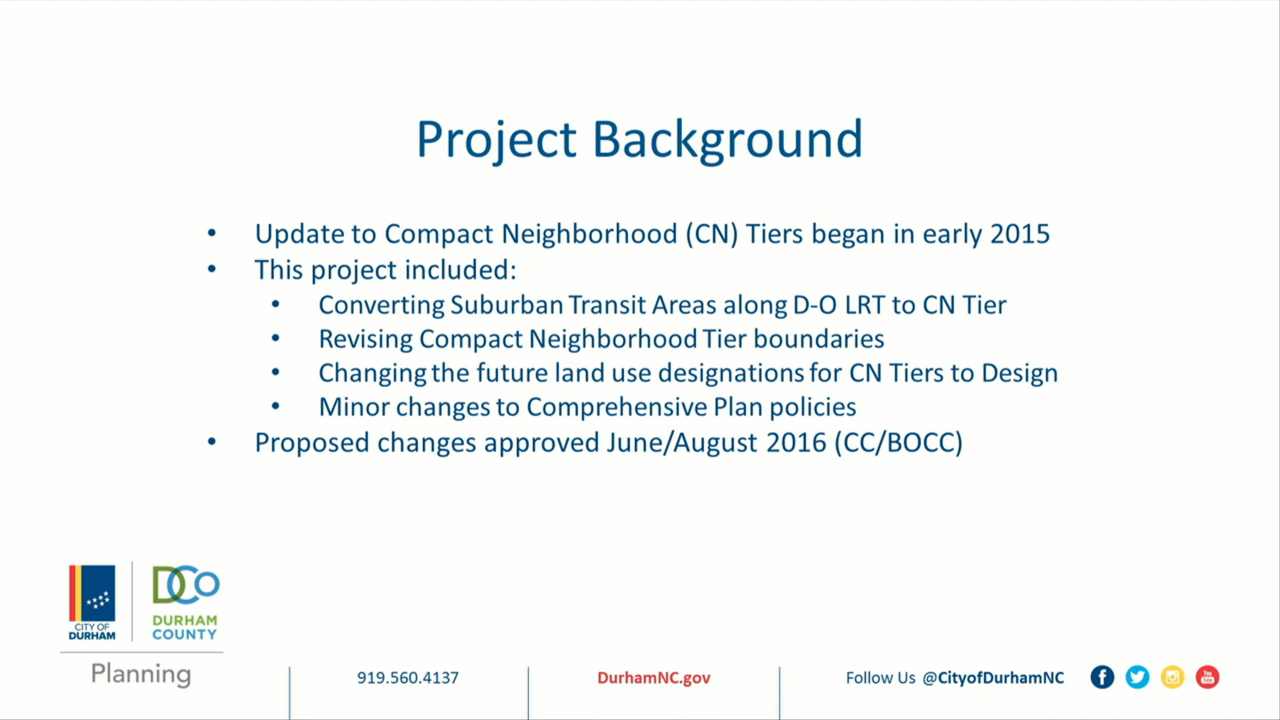 Project Background
• Update to Compact Neighborhood (CN) Tiers began in early 2015
• This project included:
• Converting Suburban Transit Areas along D-O LRT to CN Tier
• Revising Compact Neighborhood Tier boundaries
• Changing the future land use designations for CN Tiers to Design
• Minor changes to Comprehensive Plan policies
• Proposed changes approved June/August 2016 (CC/BOCC)
CITY OF
DURHAM
DCO
DURHAM
COUNTY
Planning
919.560.4137
DurhamNC.gov
Follow Us @CityofDurhamNC
You
Tube